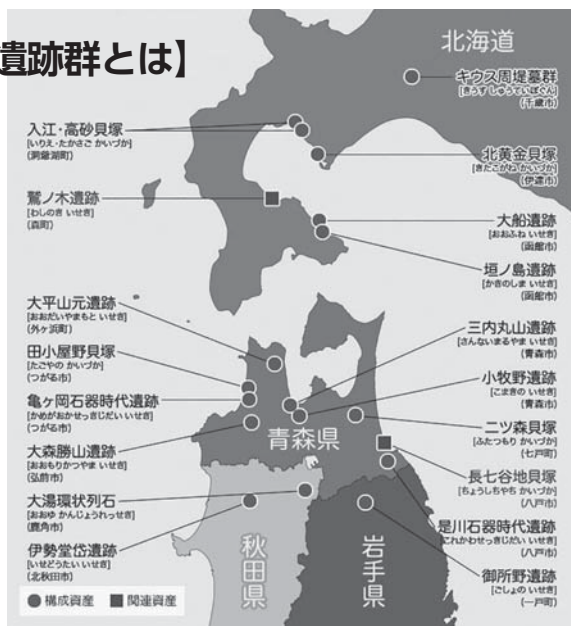 遺跡群とは】
北海道
キウス周堤墓群
[きうす しゅうていぼぐん]
(千歳市)
入江・高砂貝塚
[いりえ・たかさご かいづか]
(洞爺湖町)
北黄金貝塚
[きたこがね かいづか]
(伊達市)
鷲ノ木遺跡
[わしのき いせき]
(森町)
大船遺跡
[おおふね いせき]
(函館市)
垣ノ島遺跡
[かきのしま いせき]
(函館市)
大平山元遺跡
[おおだいやまもと いせき]
(外ヶ浜町)
三内丸山遺跡
[さんないまるやま いせき]
(青森市)
田小屋野貝塚
[たごやの かいづか]
(つがる市)
小牧野遺跡
[こまきの いせき]
(青森市)
亀ヶ岡石器時代遺跡
[かめがおかせっきじだい いせき]
(つがる市)
二ツ森貝塚
[ふたつもり かいづか]
(七戸町)
青森県
大森勝山遺跡
[おおもりかつやま いせき]
(弘前市)
長七谷地貝塚
[ちょうしちやち かいづか]
(八戸市)
大湯環状列石
[おおゆ かんじょうれっせき]
(鹿角市)
是川石器時代遺跡
[これかわせっきじだい いせき]
(八戸市)
伊勢堂岱遺跡
[いせどうたい いせき]
(北秋田市)
秋田県
岩手県
御所野遺跡
[ごしょの いせき]
(一戸町)
●構成資産 ■関連資産